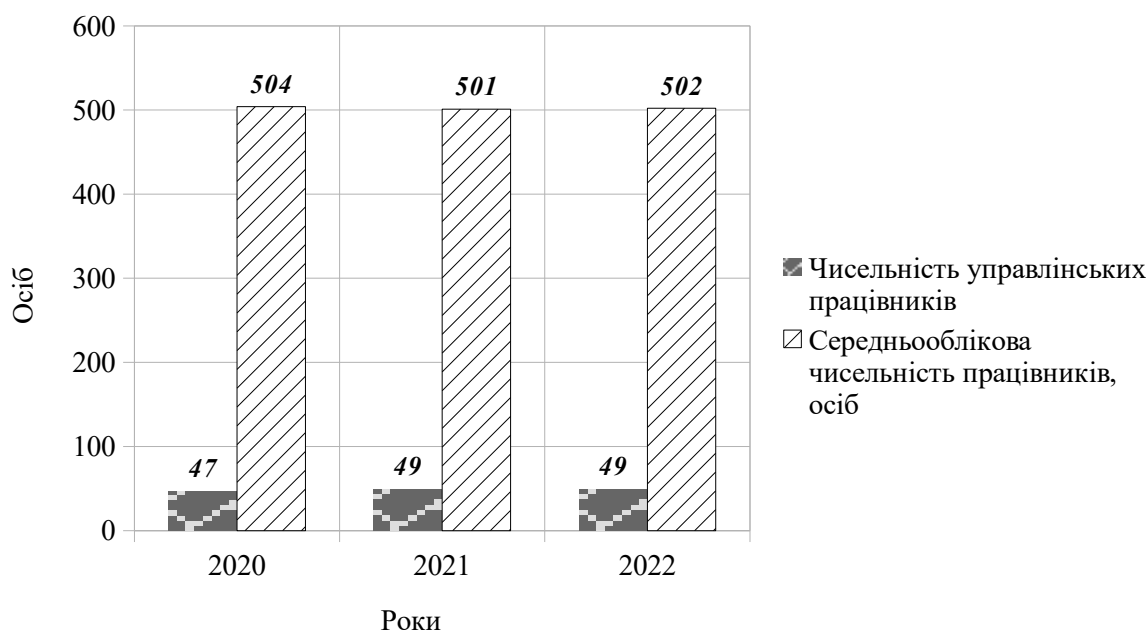 600
500
400
300
200
100
0
504
501
502
47
49
49
2020
2021
2022
Осіб
Роки
Чисельність управлінських
працівників
Середньооблікова
чисельність працівників,
осіб